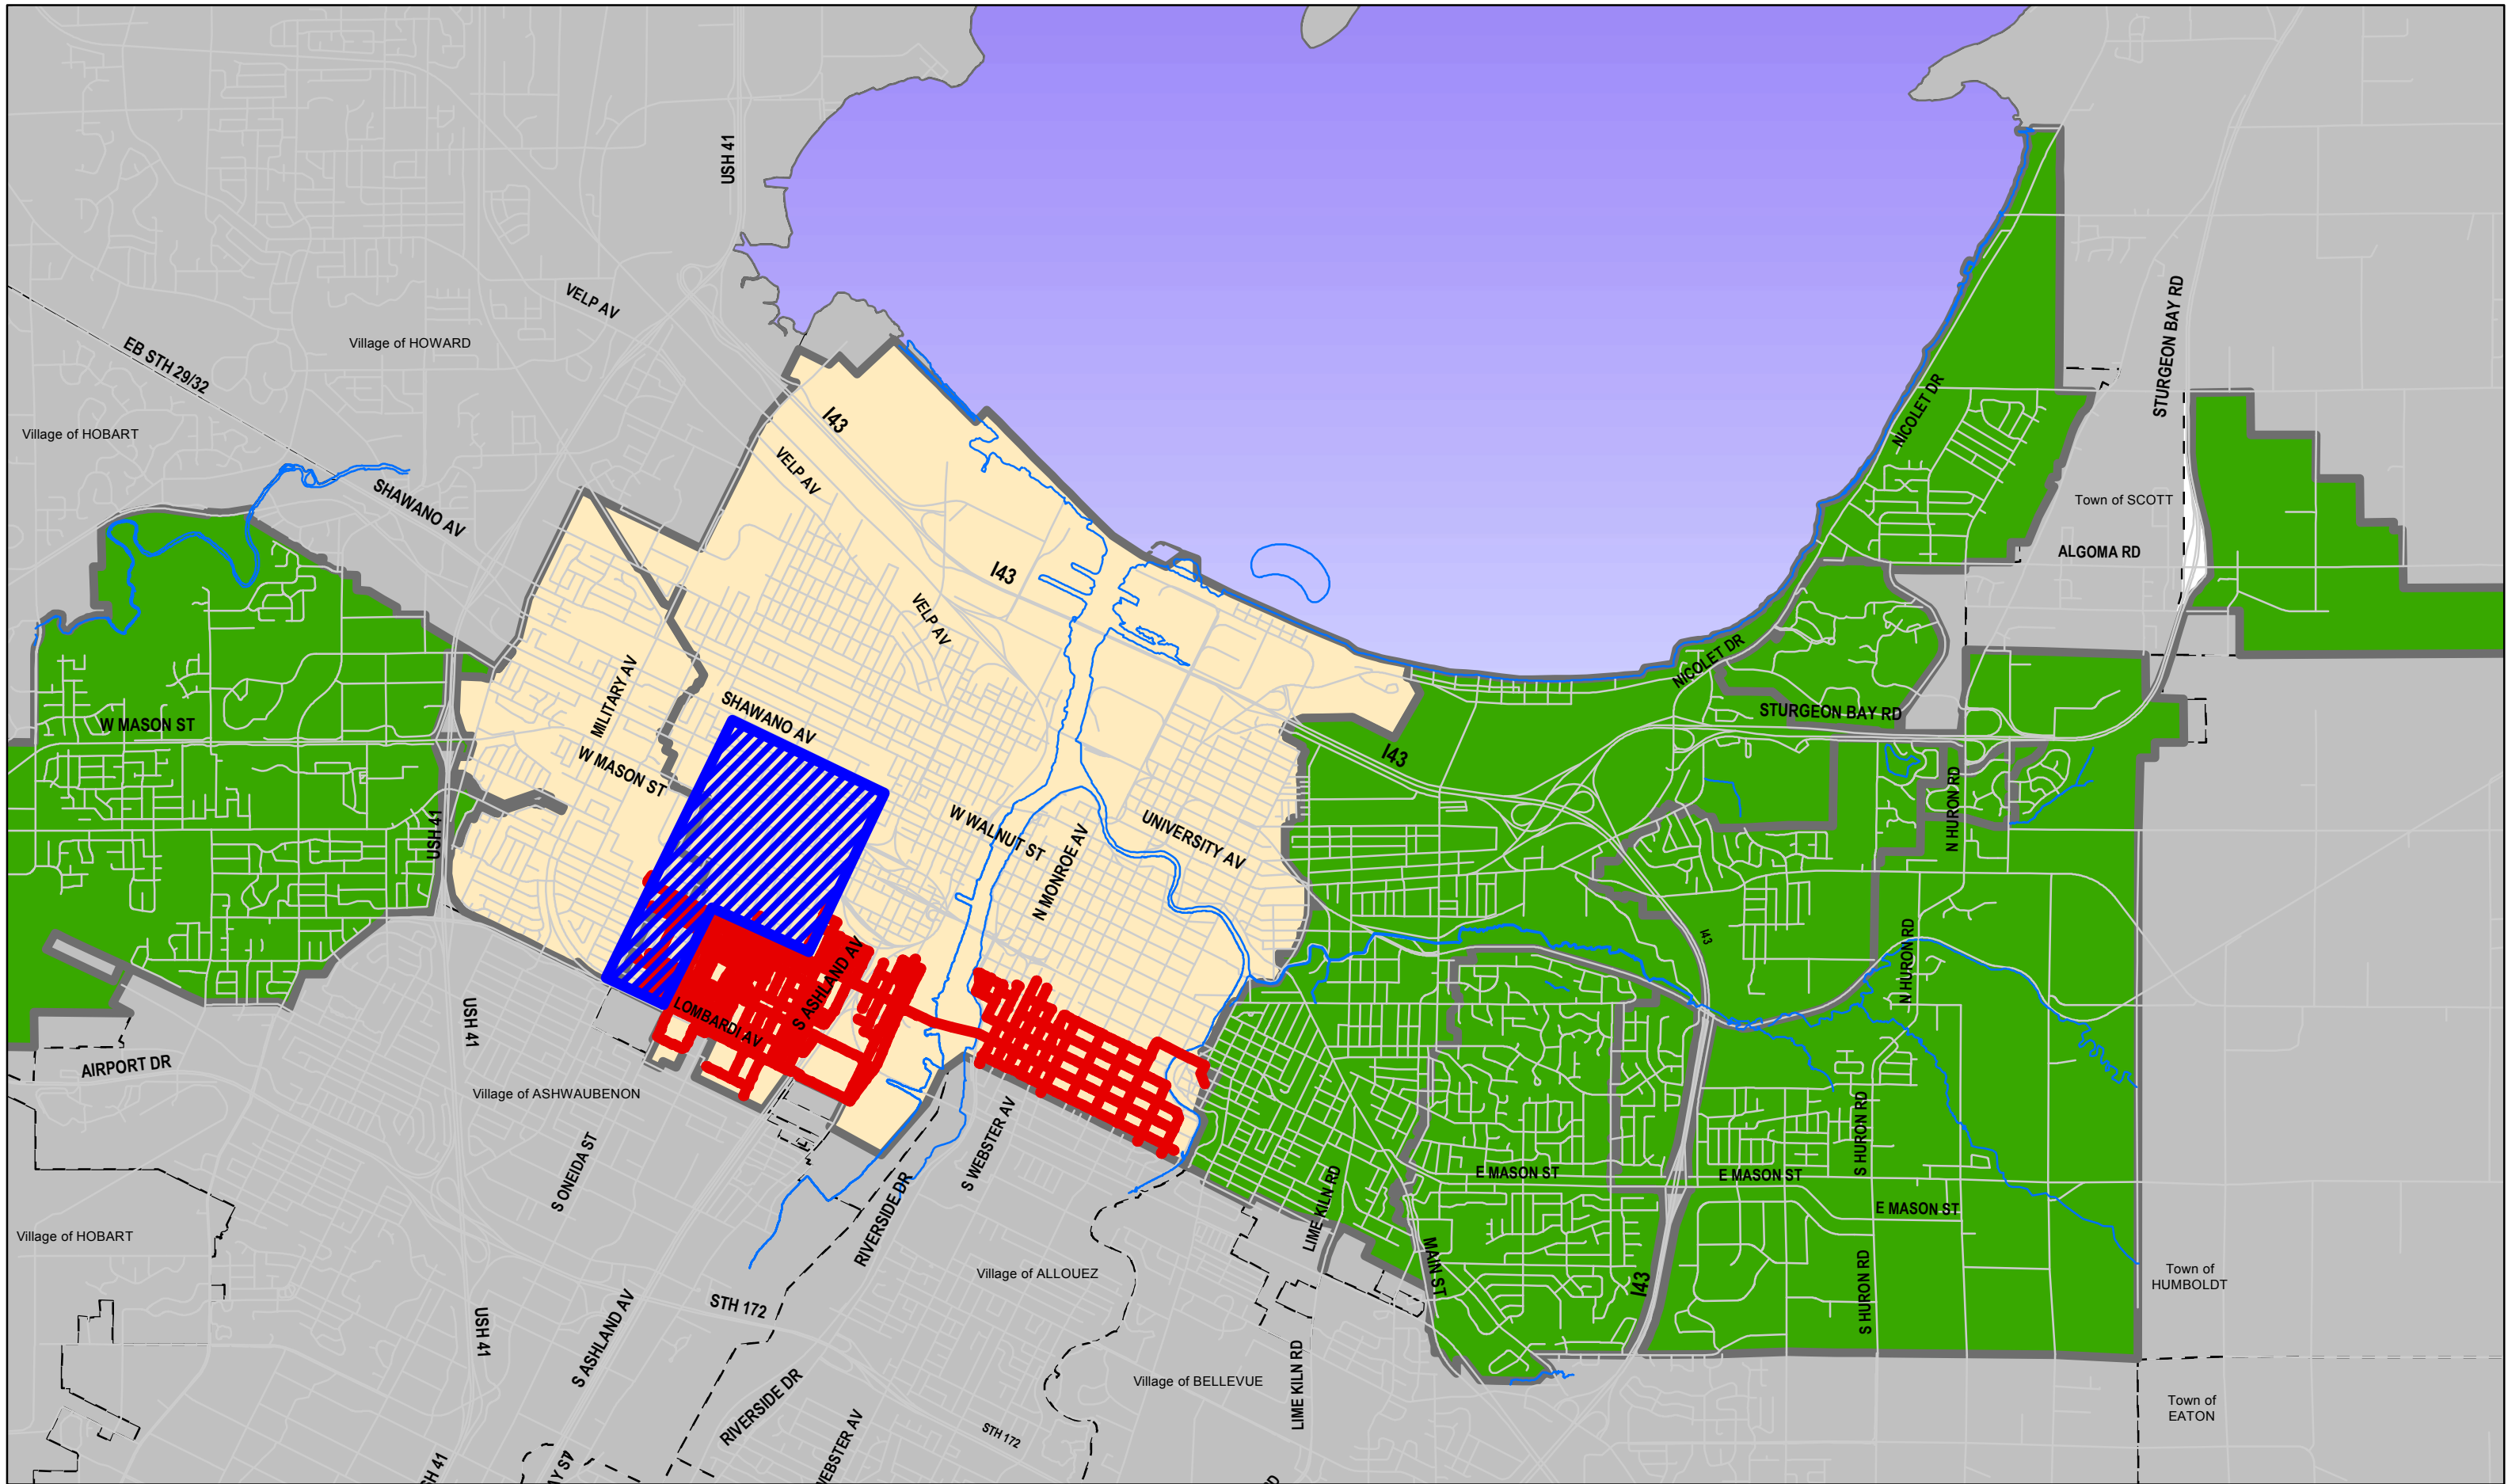 USH 41
VELP AV
Village of HOWARD
EB STH 29/32
STURGEON BAY RD
NICOLET DR
I43
Village of HOBART
VELP AV
SHAWANO AV
Town of SCOTT
ALGOMA RD
I43
VELP AV
NICOLET DR
MILITARY AV
SHAWANO AV
STURGEON BAY RD
W MASON ST
W MASON ST
I43
N HURON RD
USH 41
W WALNUT ST
UNIVERSITY AV
N MONROE AV
I43
N HURON RD
S ASHLAND AV
LOMBARDI AV
USH 41
AIRPORT DR
Village of ASHWAUBENON
S WEBSTER AV
S HURON RD
S ONEIDA ST
E MASON ST
E MASON ST
E MASON ST
LIME KILN RD
RIVERSIDE DR
Village of HOBART
MAIN ST
Village of ALLOUEZ
I43
S HURON RD
Town of
HUMBOLDT
STH 172
USH 41
S ASHLAND AV
Village of BELLEVUE
LIME KILN RD
RIVERSIDE DR
Town of
EATON
STH 172
WEBSTER AV
SH 41